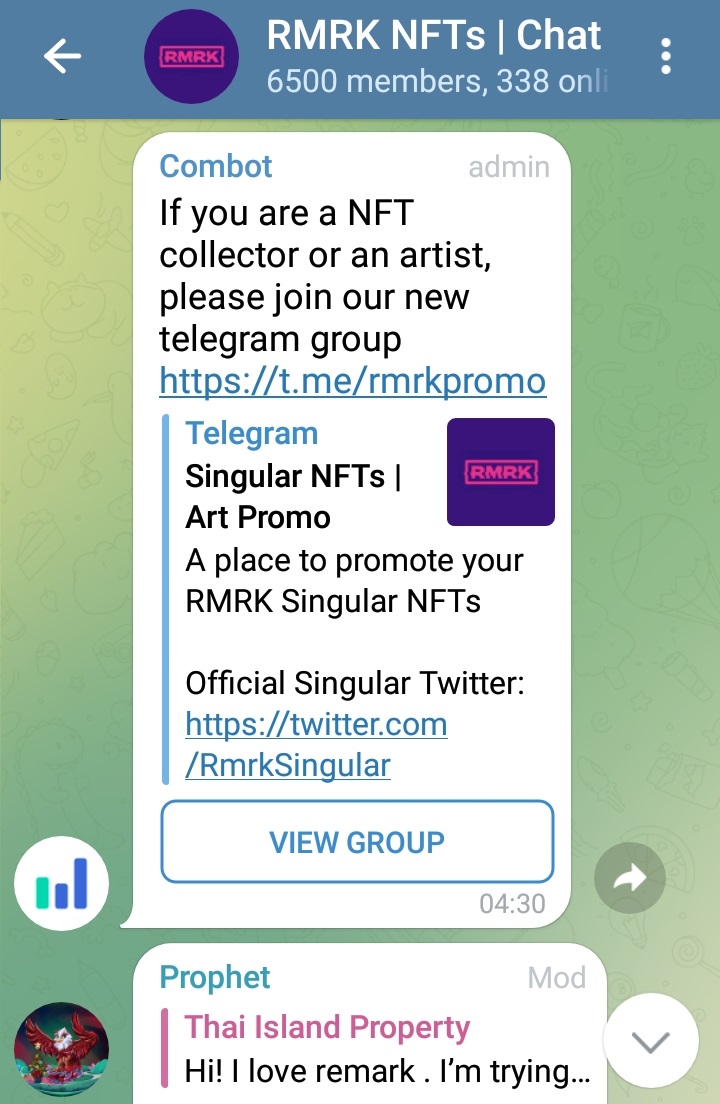 RMRK
RMRK NFTs | Chat
6500 members, 338 onli
Combot
admin
If you are a NFT
collector or an artist,
please join our new
telegram group
https://t.me/rmrkpromo
Telegram
Singular NFTs |
Art Promo
RMRK
A place to promote your
RMRK Singular NFTs
Official Singular Twitter:
https://twitter.com
/RmrkSingular
VIEW GROUP
04:30
Prophet
Mod
Thai Island Property
Hi! I love remark . I’m trying...